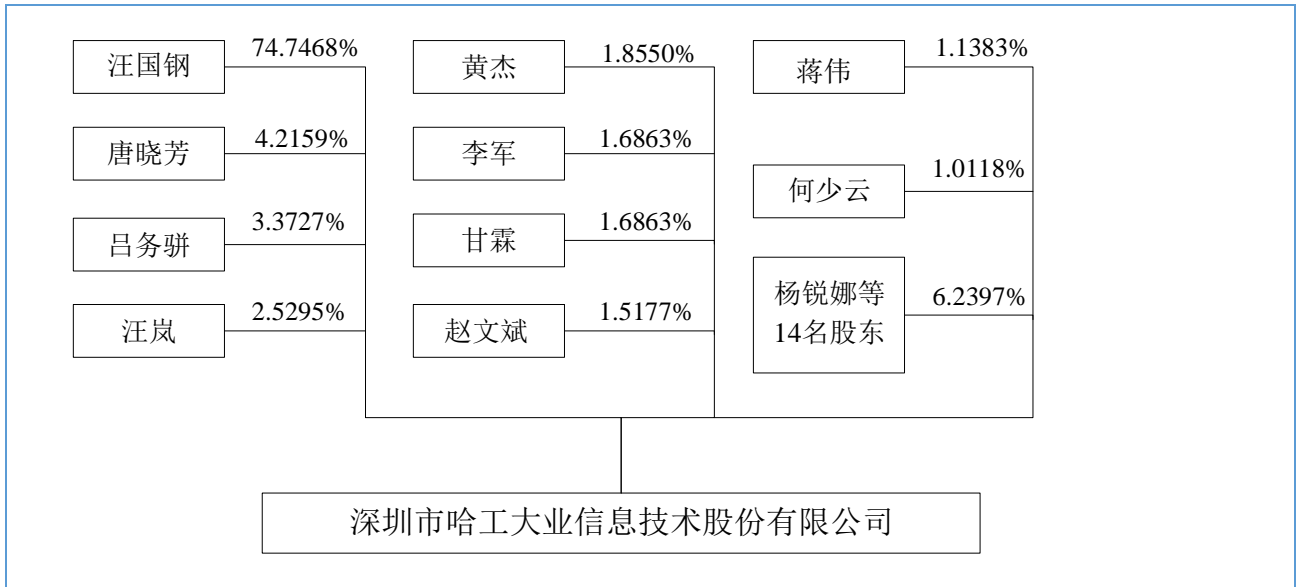 汪国钢
74.7468%
唐晓芳
4.2159%
吕务骈
3.3727%
汪岚
2.5295%
黄杰
1.8550%
李军
1.6863%
甘霖
1.6863%
赵文斌
1.5177%
蒋伟
1.1383%
何少云
1.0118%
杨锐娜等
14名股东
6.2397%
深圳市哈工大业信息技术股份有限公司